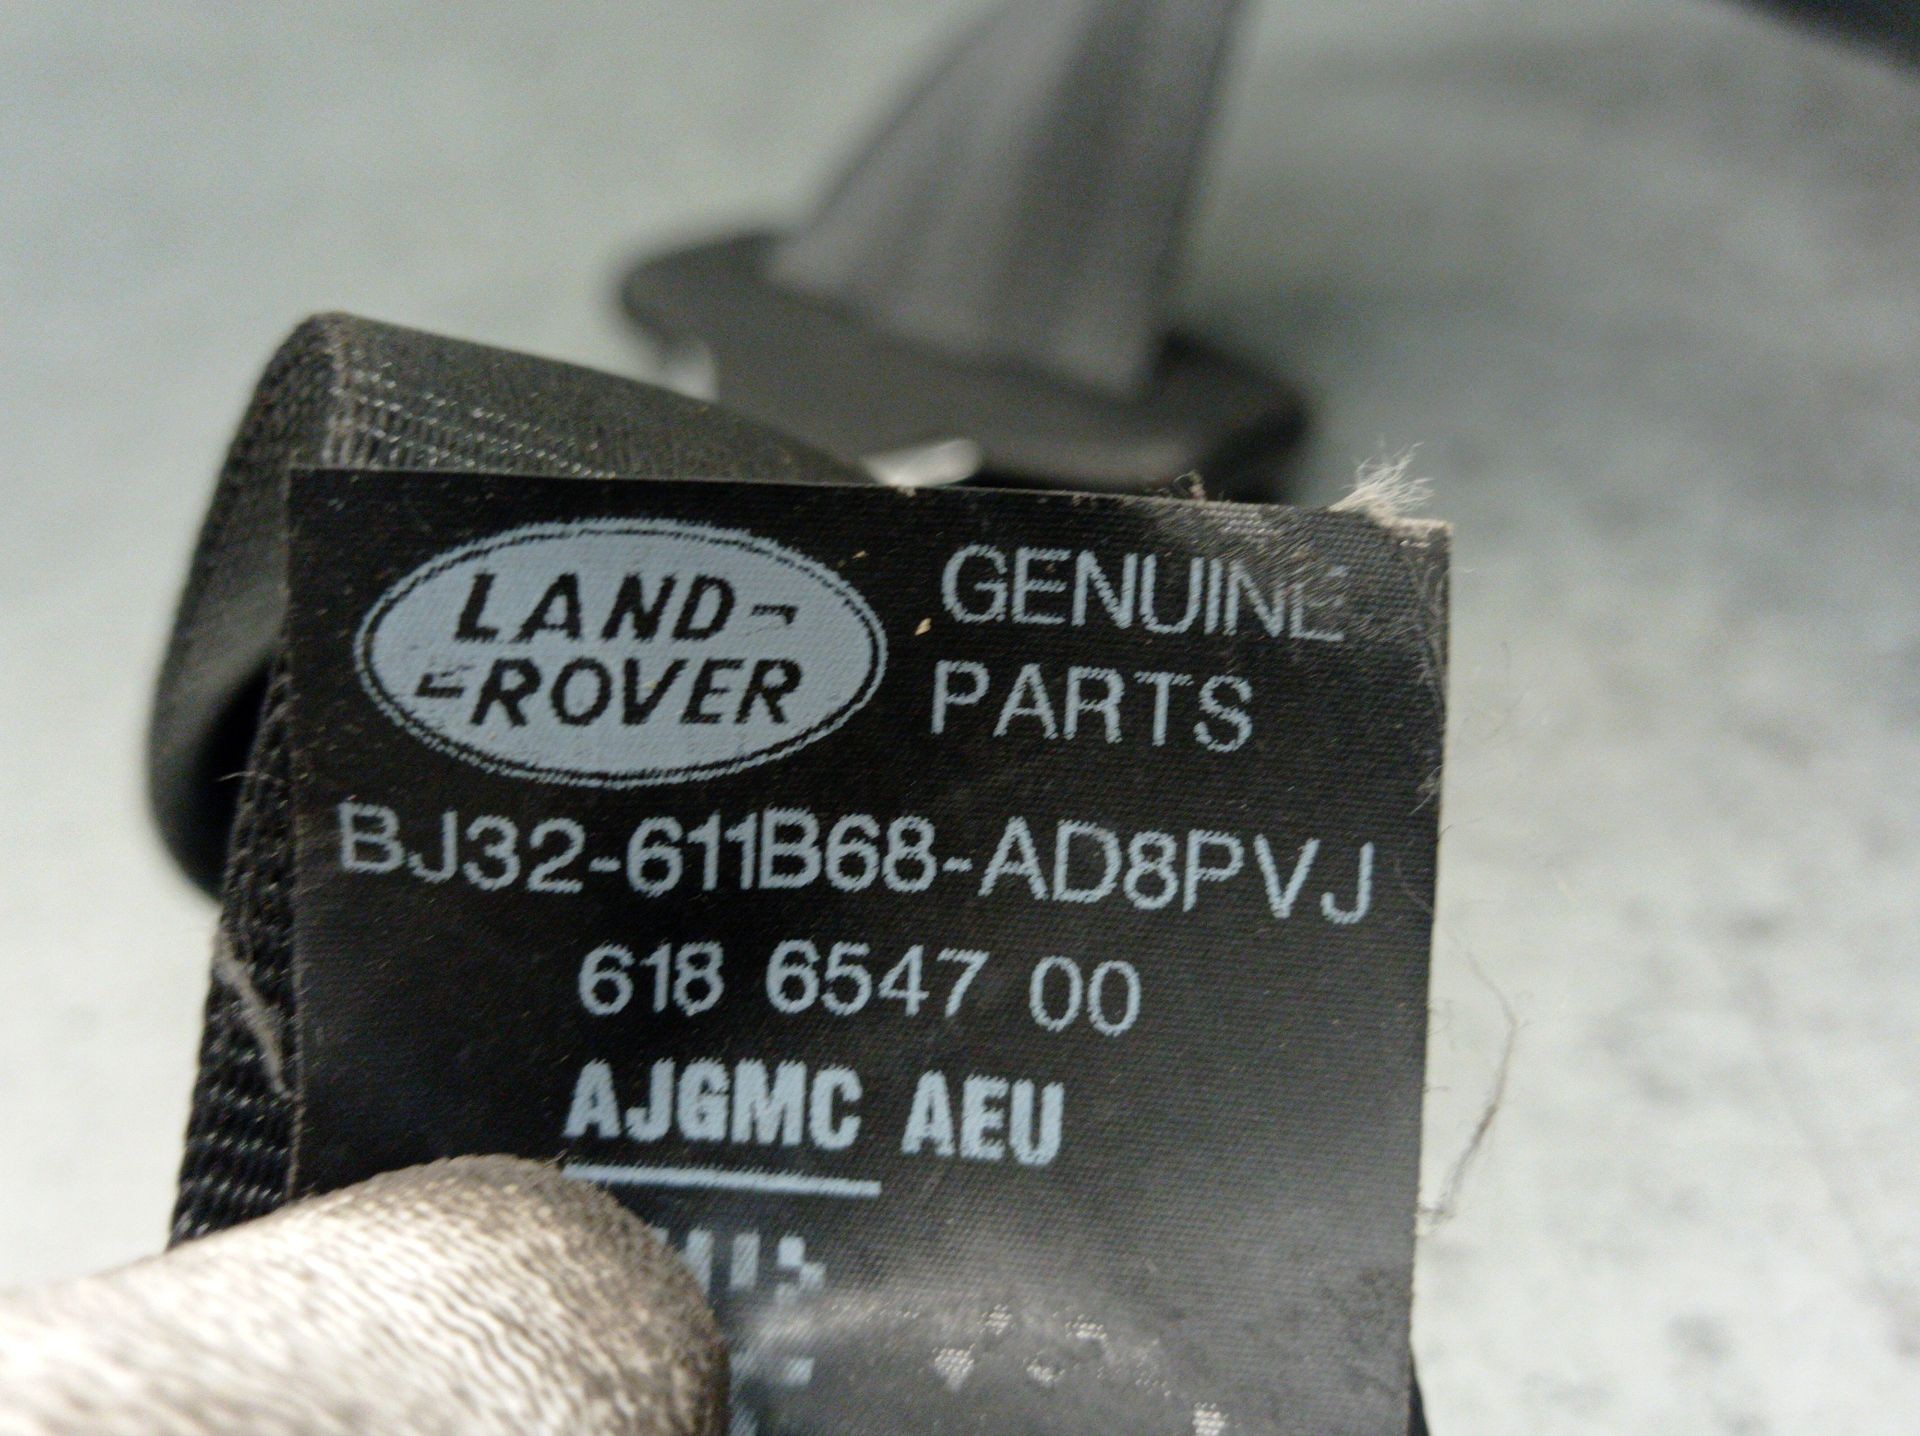 LAND-
-ROVER
GENUINE
PARTS
BJ32-611B68-AD8PVJ
618 6547 00
AJGMC AEU